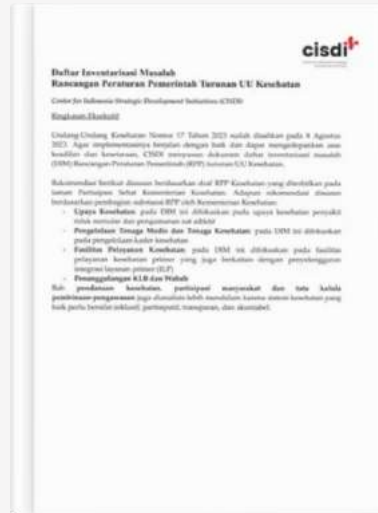 cisdi
Daftar Inventarisasi Masalah
Rancangan Peraturan Pemerintah Turunan UU Kesehatan
Center for Indonesia Strategic Development Initiatives (CISDI)
Ringkasan Eksekutif
Undang-Undang Kesehatan Nomor 17 Tahun 2023 sudah disahkan pada 8 Agustus
2023. Agar implementasinya berjalan dengan baik dan dapat mengedepankan asas
keadilan dan kesetaraan, CISDI menyusun dokumen daftar inventarisasi masalah
(DIM) Rancangan Peraturan Pemerintah (RPP) turunan UU Kesehatan.
Rekomendasi berikut disusun berdasarkan draf RPP Kesehatan yang diterbitkan pada
laman Partisipasi Sehat Kementerian Kesehatan. Adapun rekomendasi disusun
berdasarkan pembagian substansi RPP oleh Kementerian Kesehatan:
- Upaya Kesehatan: pada DIM ini difokuskan pada upaya kesehatan penyakit
tidak menular dan pengamanan zat adiktif
- Pengelolaan Tenaga Medis dan Tenaga Kesehatan: pada DIM ini difokuskan
pada pengelolaan kader kesehatan
- Fasilitas Pelayanan Kesehatan: pada DIM ini difokuskan pada fasilitas
pelayanan kesehatan primer yang juga berkaitan dengan penyelenggaraan
integrasi layanan primer (ILP)
- Penanggulangan KLB dan Wabah
Bab pendanaan kesehatan, partisipasi masyarakat dan tata kelola
pembinaan-pengawasan juga dianalisis lebih mendalam karena sistem kesehatan yang
baik perlu bersifat inklusif, partisipatif, transparan, dan akuntabel.